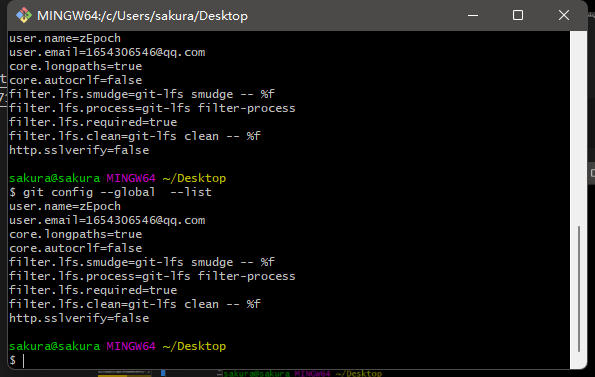 MINGW64:/c/Users/sakura/Desktop
user.name=zEpoch
user.email=1654306546@qq.com
core.longpaths=true
core.autocrlf=false
filter.lfs.smudge=git-lfs smudge -- %f
filter.lfs.process=git-lfs filter-process
filter.lfs.required=true
filter.lfs.clean=git-lfs clean -- %f
http.sslverify=false
sakura@sakura MINGW64 ~/Desktop
$ git config --global  --list
user.name=zEpoch
user.email=1654306546@qq.com
core.longpaths=true
core.autocrlf=false
filter.lfs.smudge=git-lfs smudge -- %f
filter.lfs.process=git-lfs filter-process
filter.lfs.required=true
filter.lfs.clean=git-lfs clean -- %f
http.sslverify=false
sakura@sakura MINGW64 ~/Desktop
$
sakura@sakura MINGW64 ~/Desktop